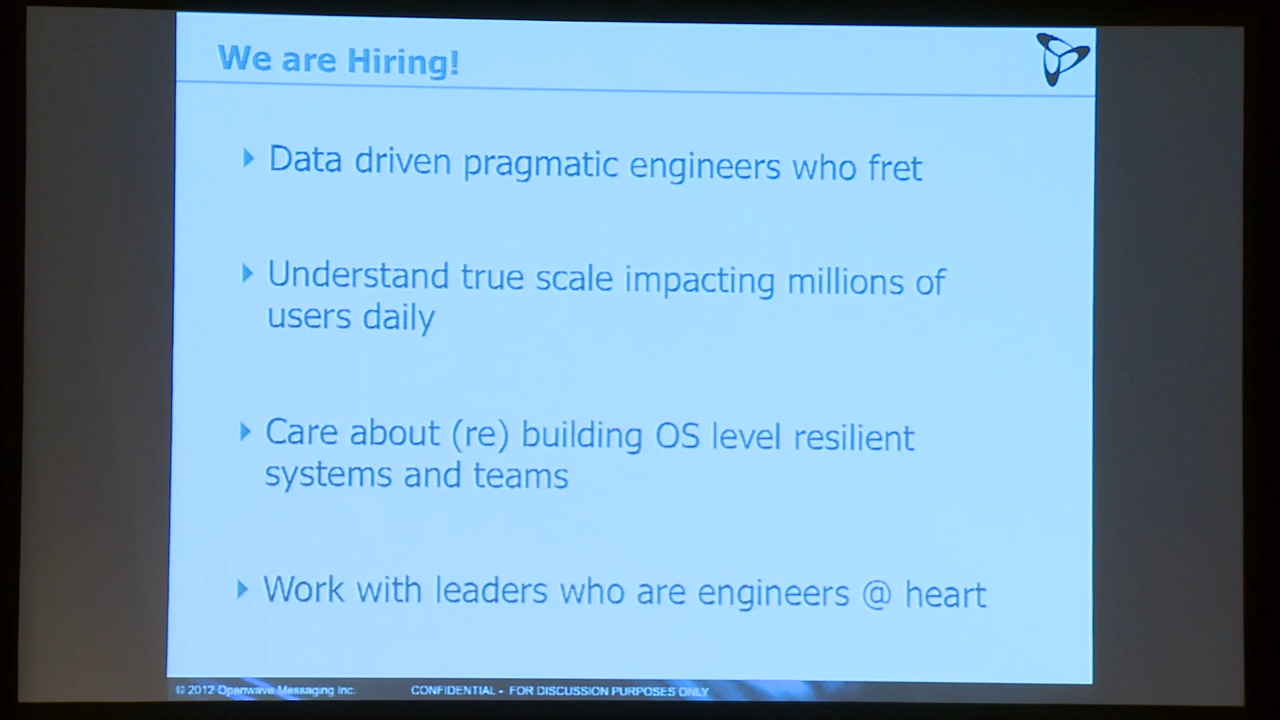 We are Hiring!
Data driven pragmatic engineers who fret
Understand true scale impacting millions of
users daily
Care about (re) building OS level resilient
systems and teams
Work with leaders who are engineers @ heart
© 2012 Openwave Messaging Inc. CONFIDENTIAL - FOR DISCUSSION PURPOSES ONLY